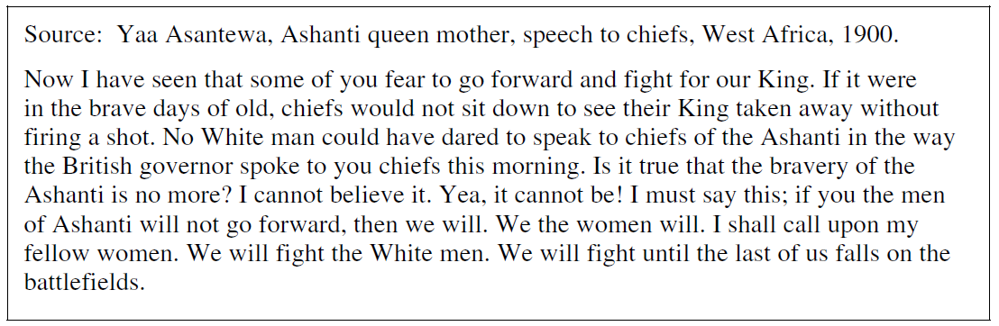 Source:  Yaa Asantewa, Ashanti queen mother, speech to chiefs, West Africa, 1900.
Now I have seen that some of you fear to go forward and fight for our King. If it were
in the brave days of old, chiefs would not sit down to see their King taken away without
firing a shot. No White man could have dared to speak to chiefs of the Ashanti in the way
the British governor spoke to you chiefs this morning. Is it true that the bravery of the
Ashanti is no more? I cannot believe it. Yea, it cannot be! I must say this; if you the men
of Ashanti will not go forward, then we will. We the women will. I shall call upon my
fellow women. We will fight the White men. We will fight until the last of us falls on the
battlefields.